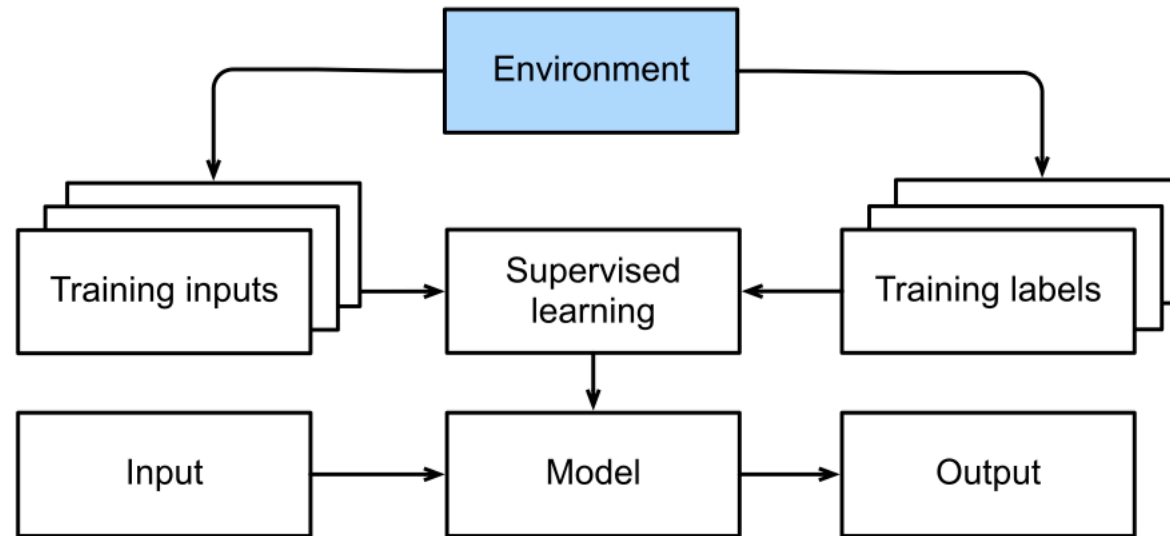 Environment
Training inputs
Supervised
learning
Training labels
Input
Model
Output